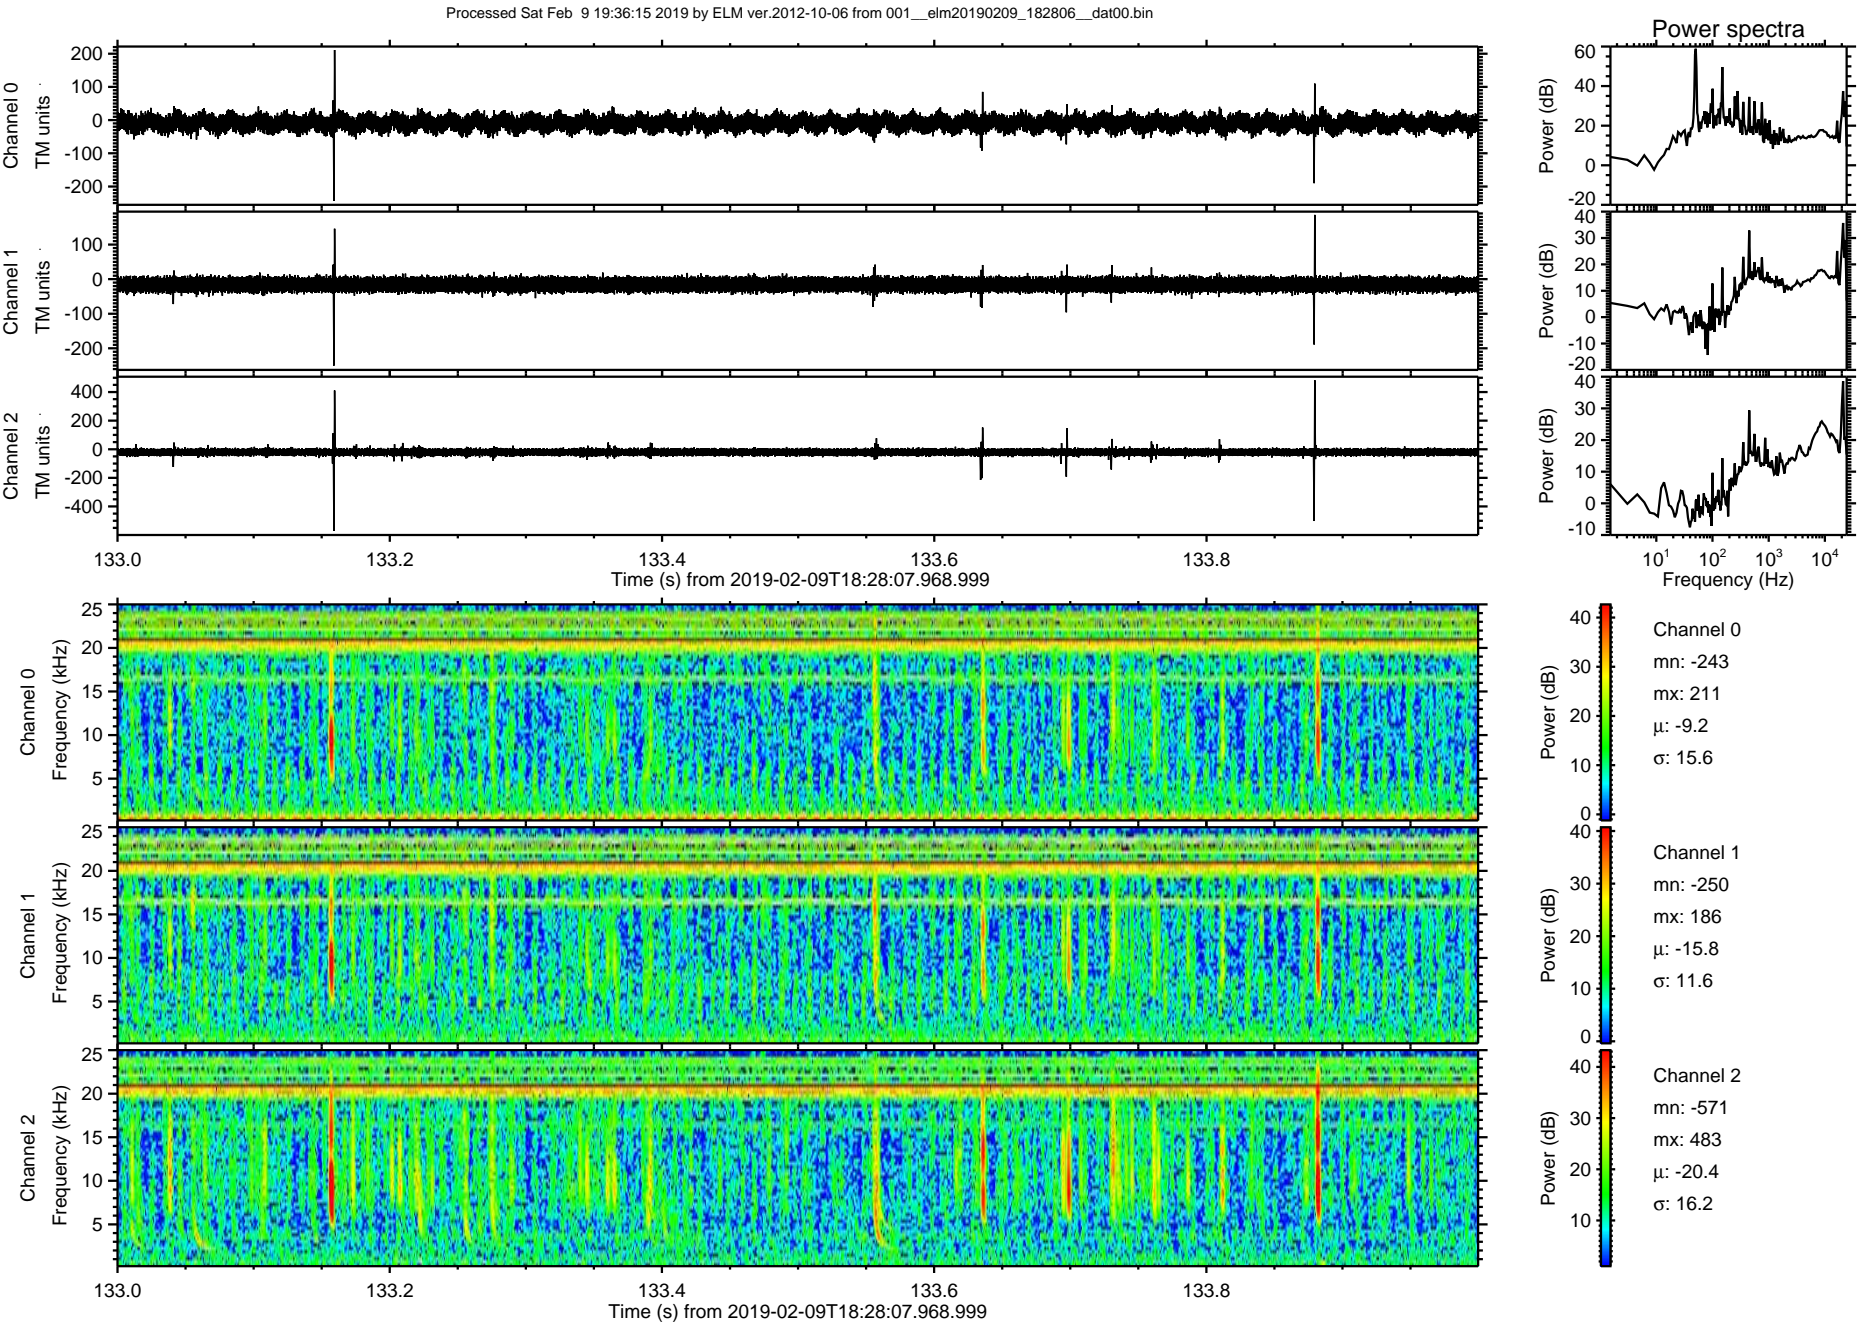 Processed Sat Feb  9 19:36:15 2019 by ELM ver.2012-10-06 from 001__elm20190209_182806__dat00.bin
Power spectra
Channel 0
TM units
200
100
0
-100
-200
Power (dB)
60
40
20
0
-20
Channel 1
TM units
100
0
-100
-200
Power (dB)
40
30
20
10
0
-10
-20
Channel 2
TM units
400
200
0
-200
-400
Power (dB)
40
30
20
10
0
-10
133.0 133.2 133.4 133.6 133.8
Time (s) from 2019-02-09T18:28:07.968.999
10¹ 10² 10³ 10⁴
Frequency (Hz)
Channel 0
Frequency (kHz)
25
20
15
10
5
Power (dB)
40
30
20
10
0
Channel 0
mn: -243
mx: 211
μ: -9.2
σ: 15.6
Channel 1
Frequency (kHz)
25
20
15
10
5
Power (dB)
40
30
20
10
0
Channel 1
mn: -250
mx: 186
μ: -15.8
σ: 11.6
Channel 2
Frequency (kHz)
25
20
15
10
5
Power (dB)
40
30
20
10
Channel 2
mn: -571
mx: 483
μ: -20.4
σ: 16.2
133.0 133.2 133.4 133.6 133.8
Time (s) from 2019-02-09T18:28:07.968.999